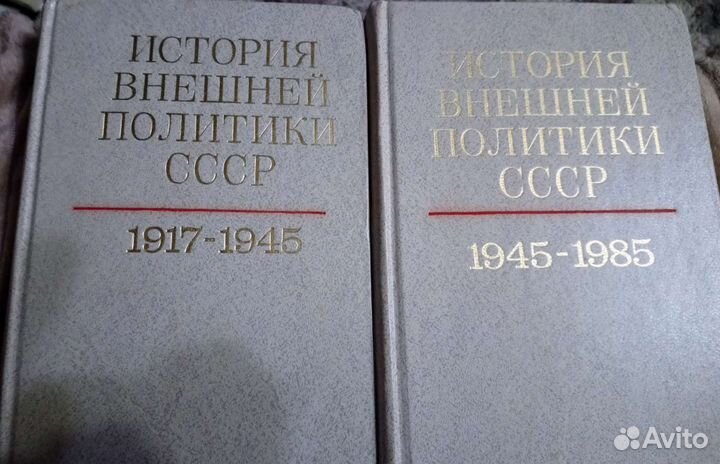 ИСТОРИЯ
ВНЕШНЕЙ
ПОЛИТИКИ
СССР
1917-1945
ИСТОРИЯ
ВНЕШНЕЙ
ПОЛИТИКИ
СССР
1945-1985
Avito